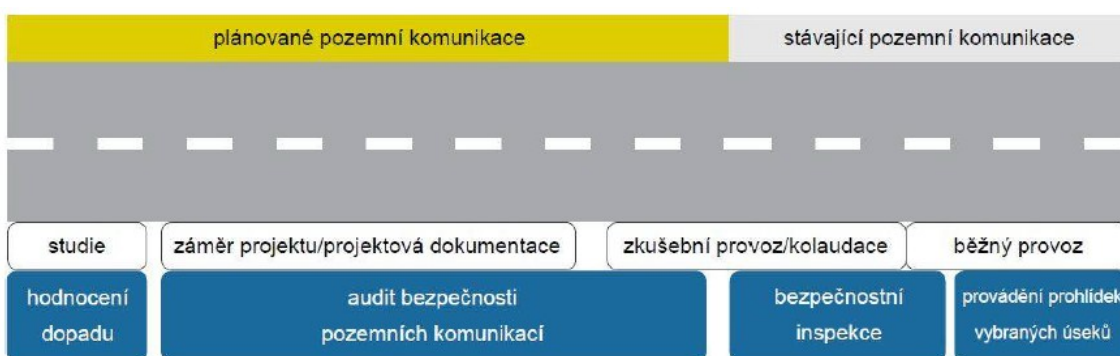 plánované pozemní komunikace
stávající pozemní komunikace
studie
záměr projektu/projektová dokumentace
zkušební provoz/kolaudace
běžný provoz
hodnocení
dopadu
audit bezpečnosti
pozemních komunikací
bezpečnostní
inspekce
provádění prohlídek
vybraných úseků